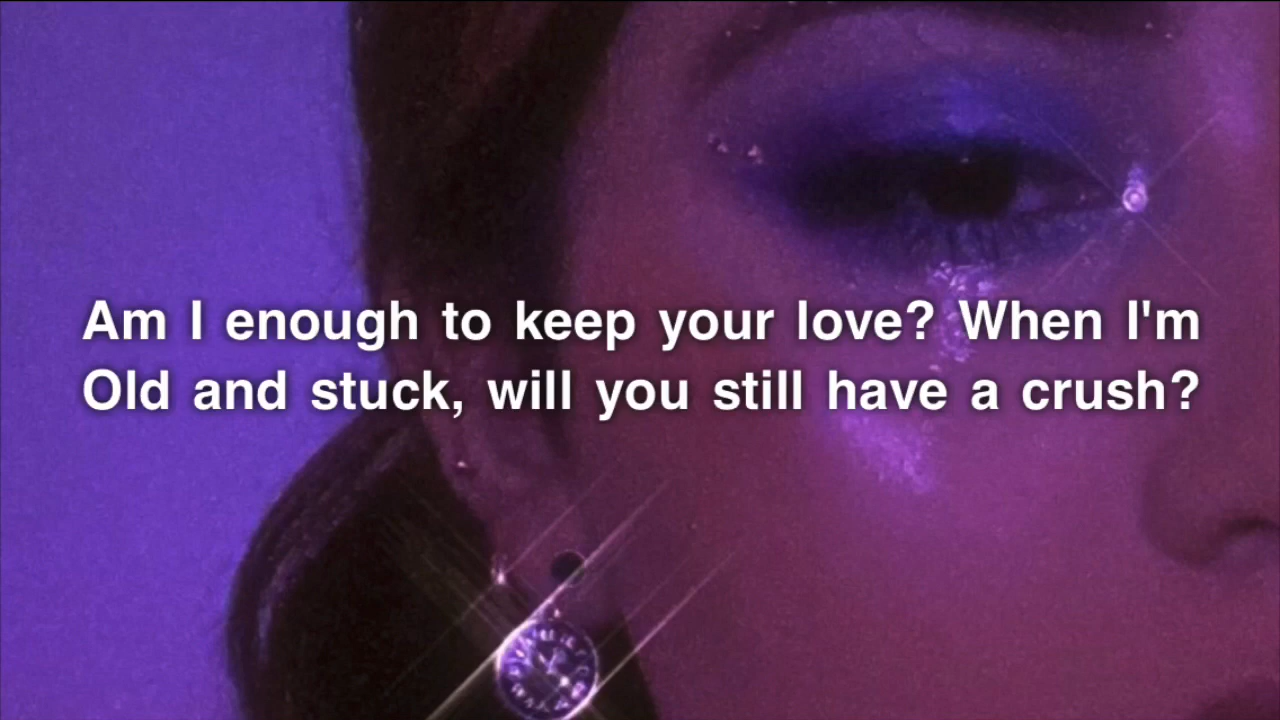 Am I enough to keep your love? When I'm
Old and stuck, will you still have a crush?